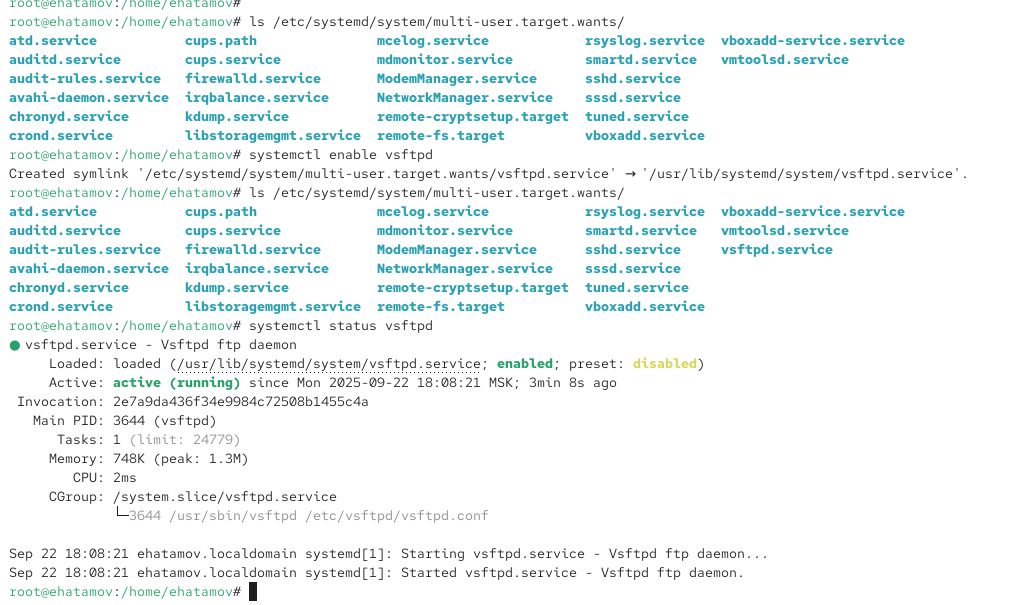 root@ehatamov:/home/ehatamov#
root@ehatamov:/home/ehatamov# ls /etc/systemd/system/multi-user.target.wants/
atd.service cups.path mcelog.service rsyslog.service vboxadd-service.service
auditd.service cups.service mdmonitor.service smartd.service vmtoolsd.service
audit-rules.service firewalld.service ModemManager.service sshd.service
avahi-daemon.service irqbalance.service NetworkManager.service sssd.service
chronyd.service kdump.service remote-cryptsetup.target tuned.service
crond.service libstoragemgmt.service remote-fs.target vboxadd.service
root@ehatamov:/home/ehatamov# systemctl enable vsftpd
Created symlink '/etc/systemd/system/multi-user.target.wants/vsftpd.service' → '/usr/lib/systemd/system/vsftpd.service'.
root@ehatamov:/home/ehatamov# ls /etc/systemd/system/multi-user.target.wants/
atd.service cups.path mcelog.service rsyslog.service vboxadd-service.service
auditd.service cups.service mdmonitor.service smartd.service vmtoolsd.service
audit-rules.service firewalld.service ModemManager.service sshd.service vsftpd.service
avahi-daemon.service irqbalance.service NetworkManager.service sssd.service
chronyd.service kdump.service remote-cryptsetup.target tuned.service
crond.service libstoragemgmt.service remote-fs.target vboxadd.service
root@ehatamov:/home/ehatamov# systemctl status vsftpd
● vsftpd.service - Vsftpd ftp daemon
Loaded: loaded (/usr/lib/systemd/system/vsftpd.service; enabled; preset: disabled)
Active: active (running) since Mon 2025-09-22 18:08:21 MSK; 3min 8s ago
Invocation: 2e7a9da436f34e9984c72508b1455c4a
Main PID: 3644 (vsftpd)
Tasks: 1 (limit: 24779)
Memory: 748K (peak: 1.3M)
CPU: 2ms
CGroup: /system.slice/vsftpd.service
└─3644 /usr/sbin/vsftpd /etc/vsftpd/vsftpd.conf
Sep 22 18:08:21 ehatamov.localdomain systemd[1]: Starting vsftpd.service - Vsftpd ftp daemon...
Sep 22 18:08:21 ehatamov.localdomain systemd[1]: Started vsftpd.service - Vsftpd ftp daemon.
root@ehatamov:/home/ehatamov#